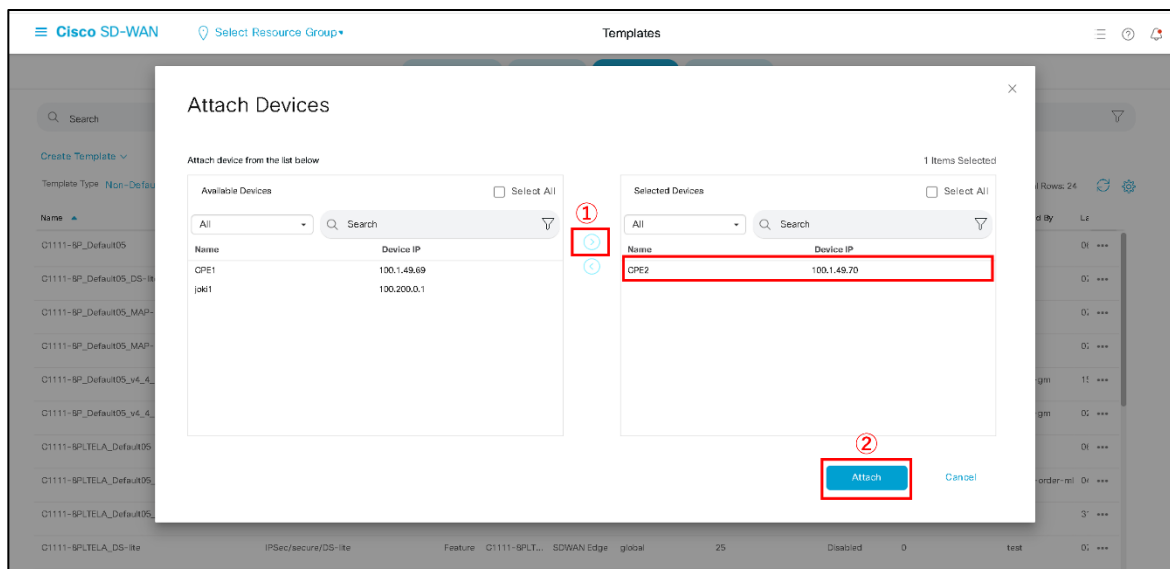 Cisco SD-WAN
Select Resource Group
Templates
Attach Devices
Search
Create Template
Attach device from the list below
1 Items Selected
Template Type Non-Defau
Available Devices
Select All
Selected Devices
Select All
l Rows: 24
Name
①
d By
La
All
Search
All
Search
Name
Device IP
Name
Device IP
C1111-8P_Default05
CPE1
100.1.49.69
CPE2
100.1.49.70
C1111-8P_Default05_DS-lit
joki1
100.200.0.1
C1111-8P_Default05_MAP-
C1111-8P_Default05_MAP-
C1111-8P_Default05_v4_4_
-gm
C1111-8P_Default05_v4_4_
-gm
②
C1111-8PLTELA_Default05
C1111-8PLTELA_Default05_
Attach
Cancel
-order-ml
C1111-8PLTELA_Default05_
C1111-8PLTELA_DS-lite
IPSec/secure/DS-lite
Feature
C1111-8PLT...
SDWAN Edge
global
25
Disabled
0
test